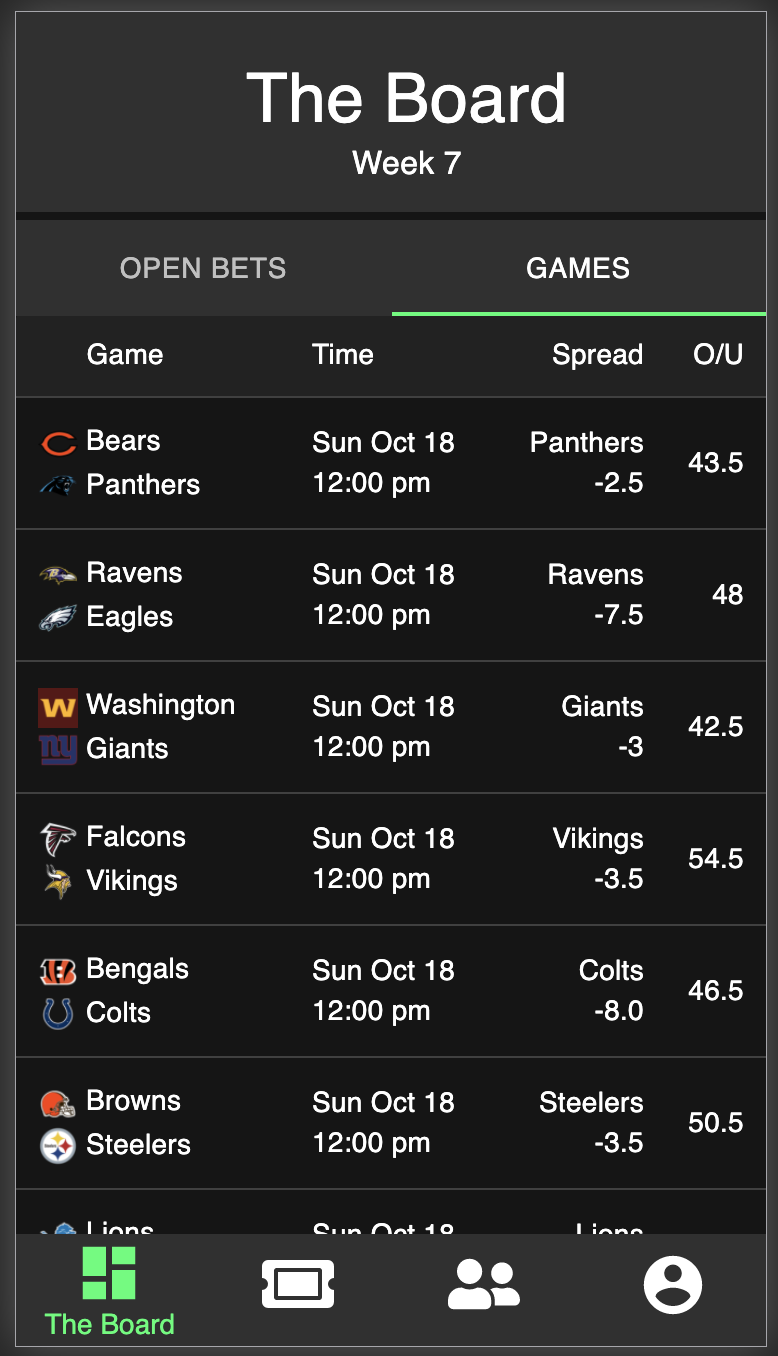 The Board
Week 7
OPEN BETS GAMES
Game Time Spread O/U
Bears Sun Oct 18 Panthers 43.5
Panthers 12:00 pm -2.5
Ravens Sun Oct 18 Ravens 48
Eagles 12:00 pm -7.5
Washington Sun Oct 18 Giants 42.5
Giants 12:00 pm -3
Falcons Sun Oct 18 Vikings 54.5
Vikings 12:00 pm -3.5
Bengals Sun Oct 18 Colts 46.5
Colts 12:00 pm -8.0
Browns Sun Oct 18 Steelers 50.5
Steelers 12:00 pm -3.5
Lions Sun Oct 18 Lions
The Board